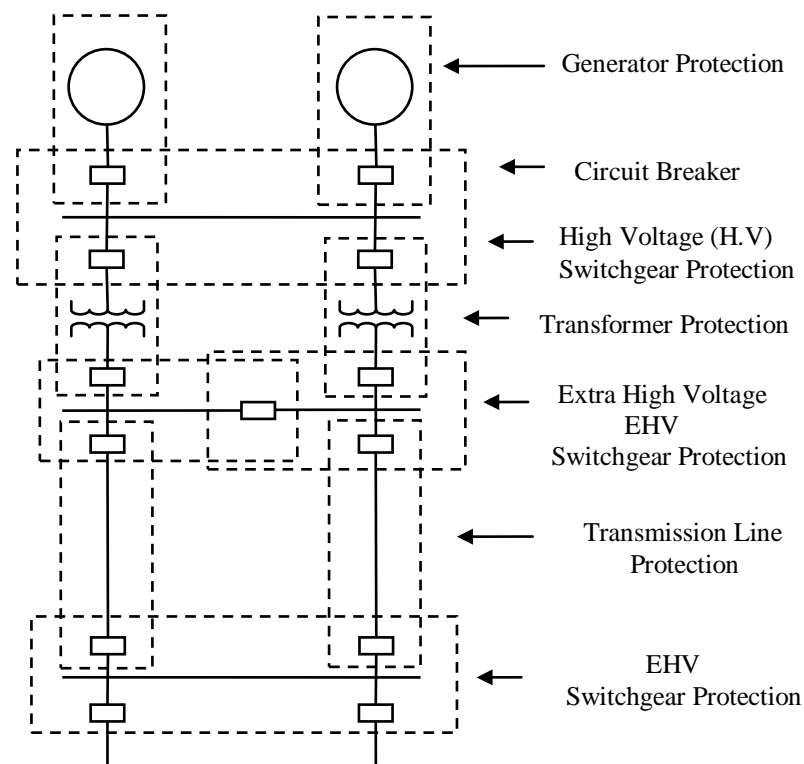 Generator Protection
Circuit Breaker
High Voltage (H.V)
Switchgear Protection
Transformer Protection
Extra High Voltage
EHV
Switchgear Protection
Transmission Line
Protection
EHV
Switchgear Protection